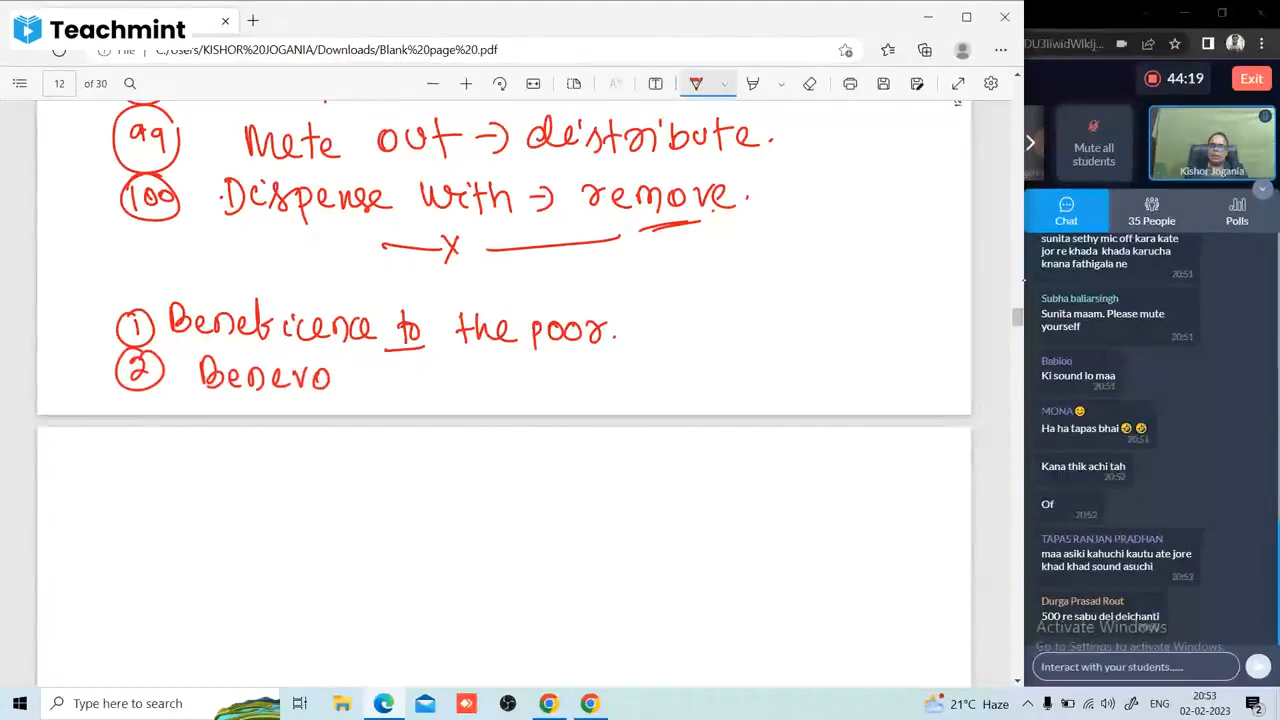 Teachmint
C:/Users/KISHOR%20JOGANIA/Downloads/Blank%20page%20.pdf
12 of 30
99 Mete out → distribute.
100 Dispense with → remove.
x
1 Beneficence to the poor.
2 Benevo
DU3IiwidWlkIj...
44:19
Exit
Mute all
students
Kishor Jogania
Chat
35 People
Polls
sunita sethy mic off kara kate
jor re khada khada karucha
knana fathigala ne
20:51
Subha baliarsingh
Sunita maam. Please mute
yourself
20:51
Babloo
Ki sound lo maa
20:51
MONA 😊
Ha ha tapas bhai 🤣 🤣
20:51
Kana thik achi tah
20:52
Of
20:52
TAPAS RANJAN PRADHAN
maa asiki kahuchi kautu ate jore
khad khad sound asuchi
20:52
Durga Prasad Rout
500 re sabu dei deichanti
Activate Windows
Go to Settings to activate Windows.
Interact with your students......
Type here to search
21°C Haze
ENG
20:53
02-02-2023
2